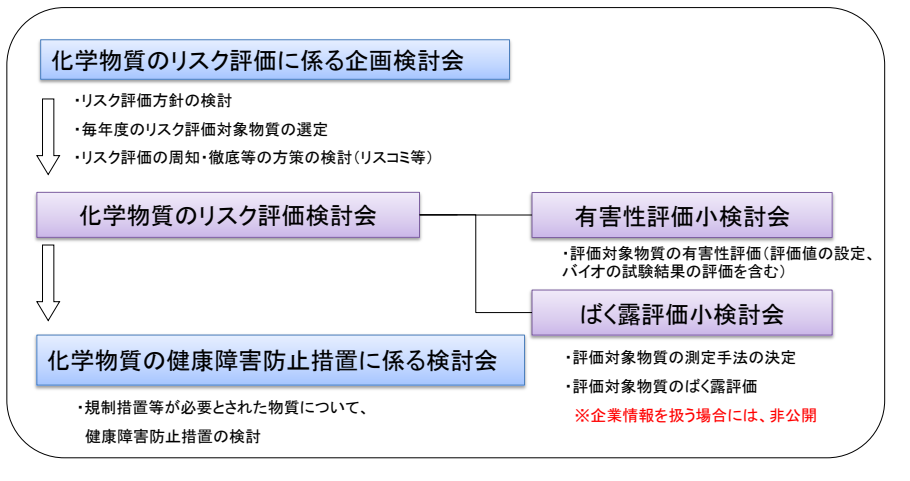 化学物質のリスク評価に係る企画検討会
・リスク評価方針の検討
・毎年度のリスク評価対象物質の選定
・リスク評価の周知・徹底等の方策の検討（リスコミ等）
化学物質のリスク評価検討会
有害性評価小検討会
・評価対象物質の有害性評価（評価値の設定、
バイオの試験結果の評価を含む）
ばく露評価小検討会
・評価対象物質の測定手法の決定
・評価対象物質のばく露評価
※企業情報を扱う場合には、非公開
化学物質の健康障害防止措置に係る検討会
・規制措置等が必要とされた物質について、
健康障害防止措置の検討